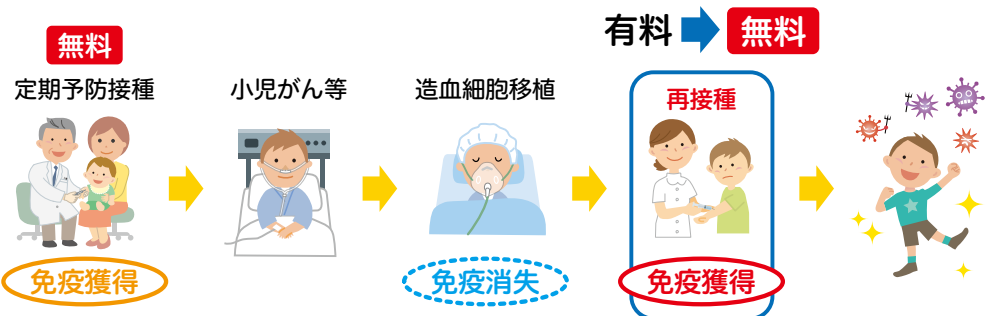 有料 無料
無料
定期予防接種
小児がん等
造血細胞移植
再接種
免疫獲得
免疫消失
免疫獲得